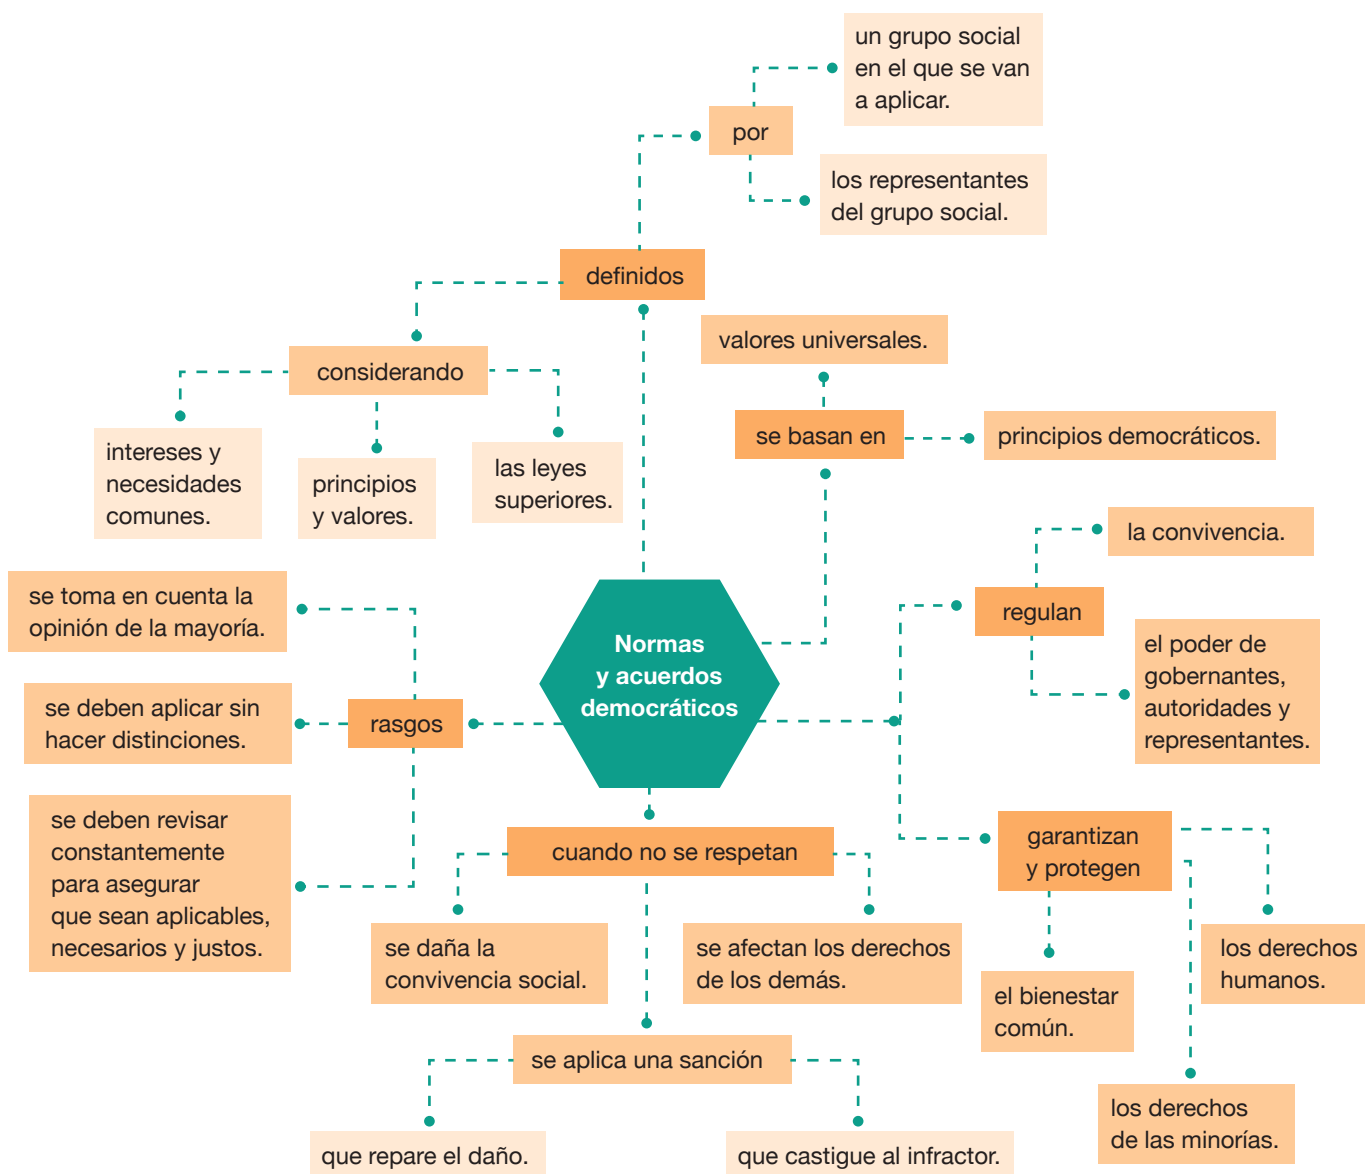 un grupo social
en el que se van
a aplicar.
por
los representantes
del grupo social.
definidos
considerando
intereses y
necesidades
comunes.
principios
y valores.
las leyes
superiores.
valores universales.
se basan en
principios democráticos.
la convivencia.
regulan
el poder de
gobernantes,
autoridades y
representantes.
Normas
y acuerdos
democráticos
se toma en cuenta la
opinión de la mayoría.
se deben aplicar sin
hacer distinciones.
rasgos
se deben revisar
constantemente
para asegurar
que sean aplicables,
necesarios y justos.
cuando no se respetan
se daña la
convivencia social.
se afectan los derechos
de los demás.
se aplica una sanción
que repare el daño.
que castigue al infractor.
garantizan
y protegen
el bienestar
común.
los derechos
humanos.
los derechos
de las minorías.